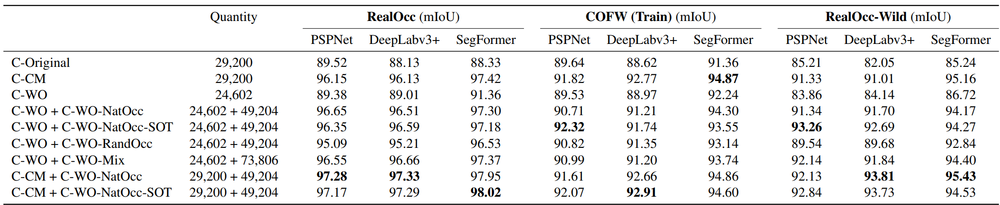 Quantity RealOcc (mIoU) COFW (Train) (mIoU) RealOcc-Wild (mIoU)
PSPNet DeepLabv3+ SegFormer PSPNet DeepLabv3+ SegFormer PSPNet DeepLabv3+ SegFormer
C-Original 29,200 89.52 88.13 88.33 89.64 88.62 91.36 85.21 82.05 85.24
C-CM 29,200 96.15 96.13 97.42 91.82 92.77 94.87 91.33 91.01 95.16
C-WO 24,602 89.38 89.01 91.36 89.53 88.97 92.24 83.86 84.14 86.72
C-WO + C-WO-NatOcc 24,602 + 49,204 96.65 96.51 97.30 90.71 91.21 94.30 91.34 91.70 94.17
C-WO + C-WO-NatOcc-SOT 24,602 + 49,204 96.35 96.59 97.18 92.32 91.74 93.55 93.26 92.69 94.27
C-WO + C-WO-RandOcc 24,602 + 49,204 95.09 95.21 96.53 90.82 91.35 93.14 89.54 89.68 92.84
C-WO + C-WO-Mix 24,602 + 73,806 96.55 96.66 97.37 90.99 91.20 93.74 92.14 91.84 94.40
C-CM + C-WO-NatOcc 29,200 + 49,204 97.28 97.33 97.95 91.61 92.66 94.86 92.13 93.81 95.43
C-CM + C-WO-NatOcc-SOT 29,200 + 49,204 97.17 97.29 98.02 92.07 92.91 94.60 92.84 93.73 94.53